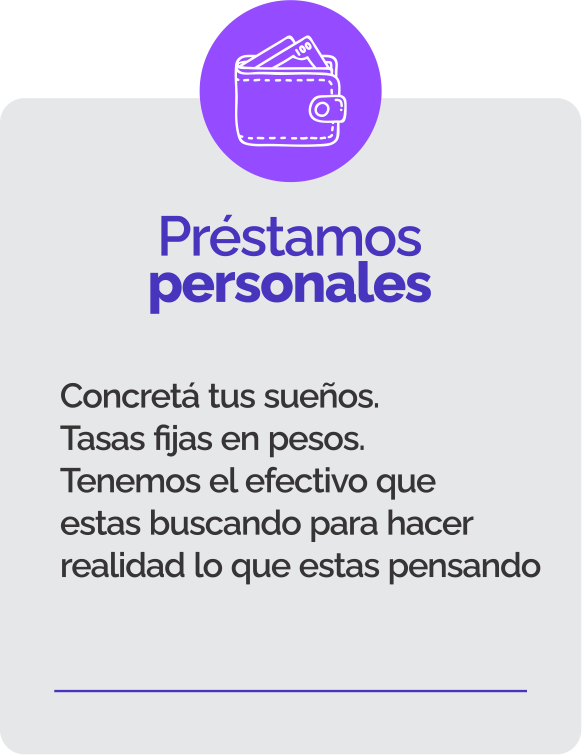 100
Préstamos
personales
Concretá tus sueños.
Tasas fijas en pesos.
Tenemos el efectivo que
estas buscando para hacer
realidad lo que estas pensando